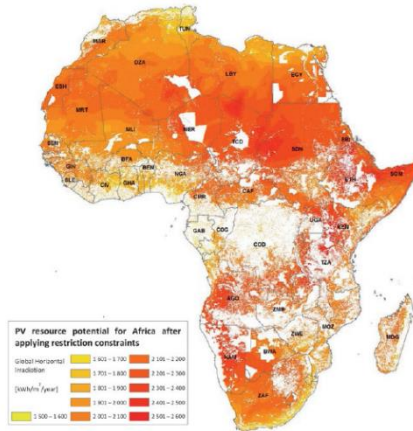 TUN
MAR
DZA
LBY
EGY
ESH
MRT
MLI
NER
TCD
SDN
ERI
SEN
BFA
GIN
BEN
NGA
SLE
CIV
GHA
ETH
SOM
CMR
CAF
UGA
KEN
GAB
COG
COD
TZA
AGO
ZMB
MOZ
ZWE
MDG
NAM
BWA
ZAF
PV resource potential for Africa after
applying restriction constraints
Global Horizontal
Irradiation
[kWh/m²/year]
1 500 – 1 600
1 601 – 1 700
1 701 – 1 800
1 801 – 1 900
1 901 – 2 000
2 001 – 2 100
2 101 – 2 200
2 201 – 2 300
2 301 – 2 400
2 401 – 2 500
2 501 – 2 600